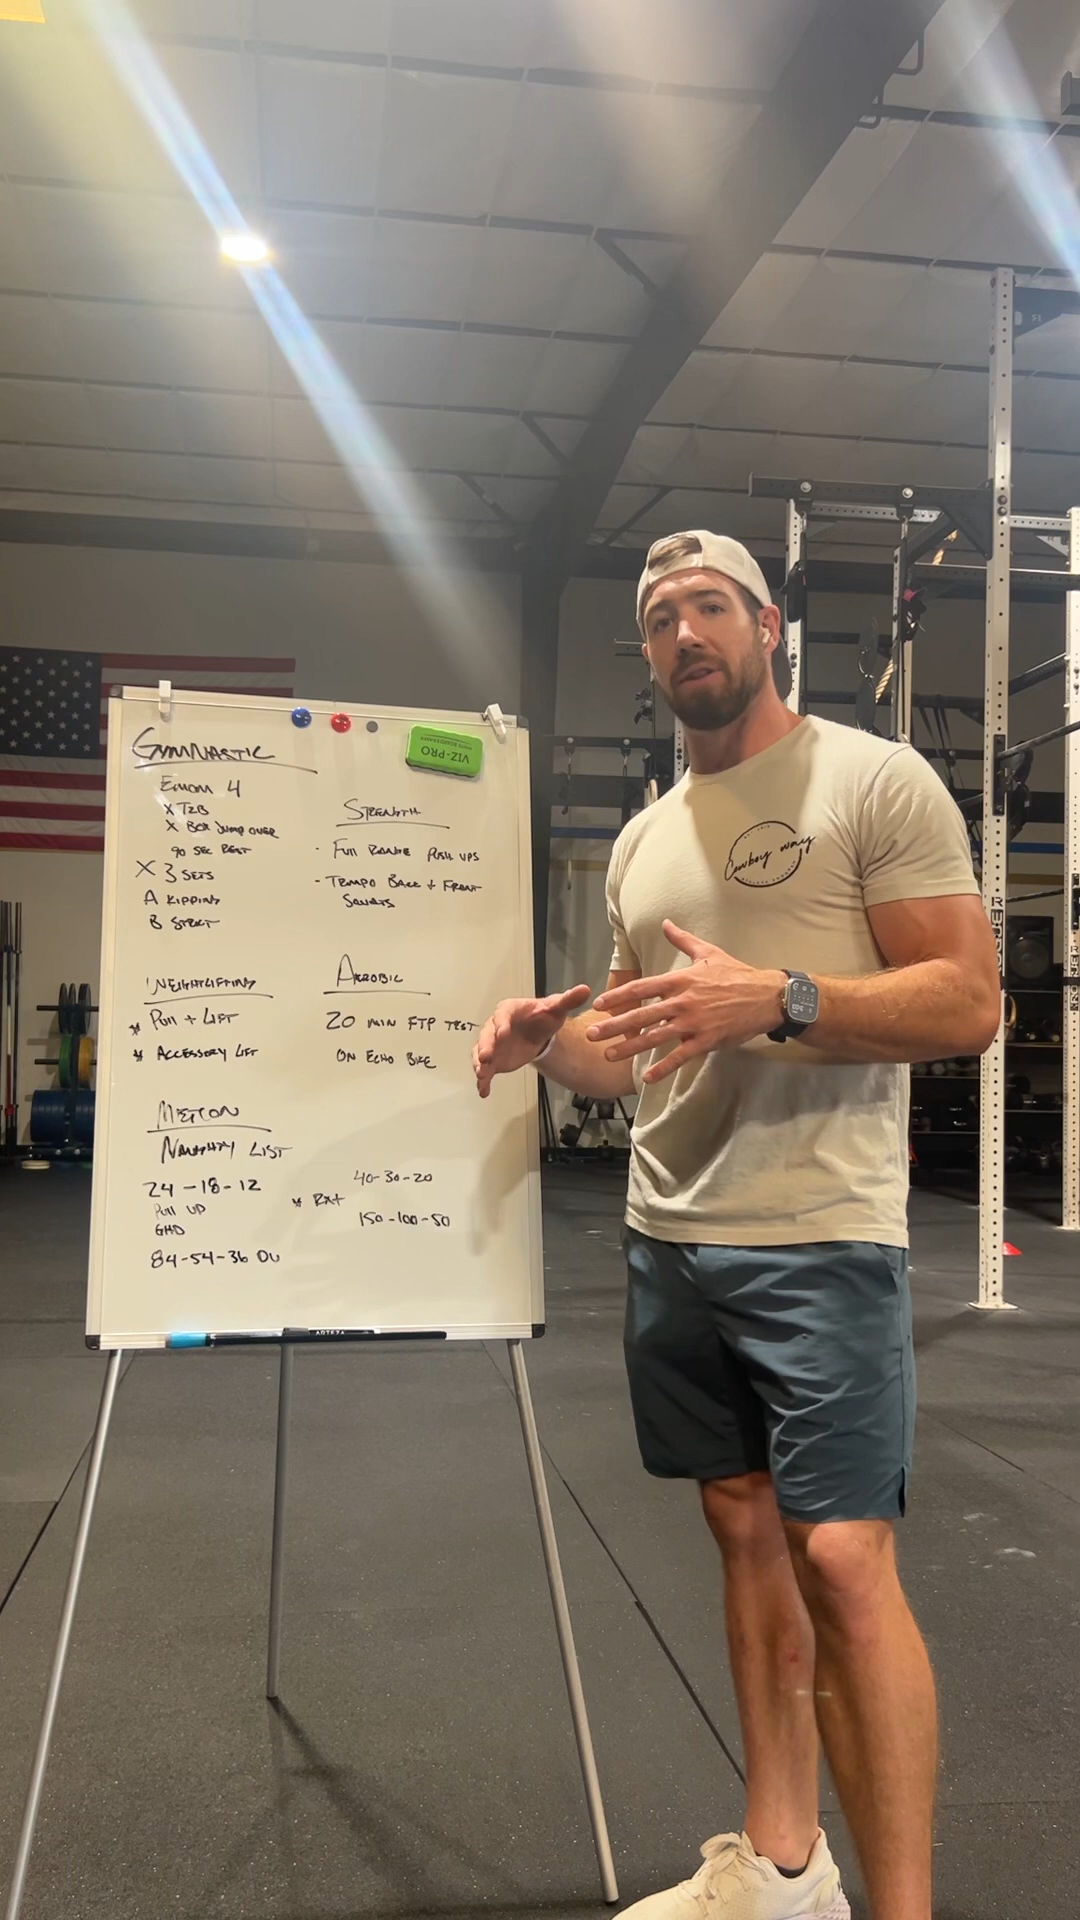 GYMNASTIC
EMOM 4
X T2B
X BOX JUMP OVER
90 SEC REST
X 3 SETS
A KIPPING
B STRICT
STRENGTH
- FULL RANGE PUSH UPS
- TEMPO BACK + FRONT
SQUATS
WEIGHTLIFTING
* PULL + LIFT
* ACCESSORY LIFT
AEROBIC
20 MIN FTP TEST
ON ECHO BIKE
METCON
NAUGHTY LIST
24-18-12
PULL UP
GHD
84-54-36 DU
40-30-20
* RX+
150-100-50
VIZ-PRO
ARTEZA
Cowboy way
ROGUE